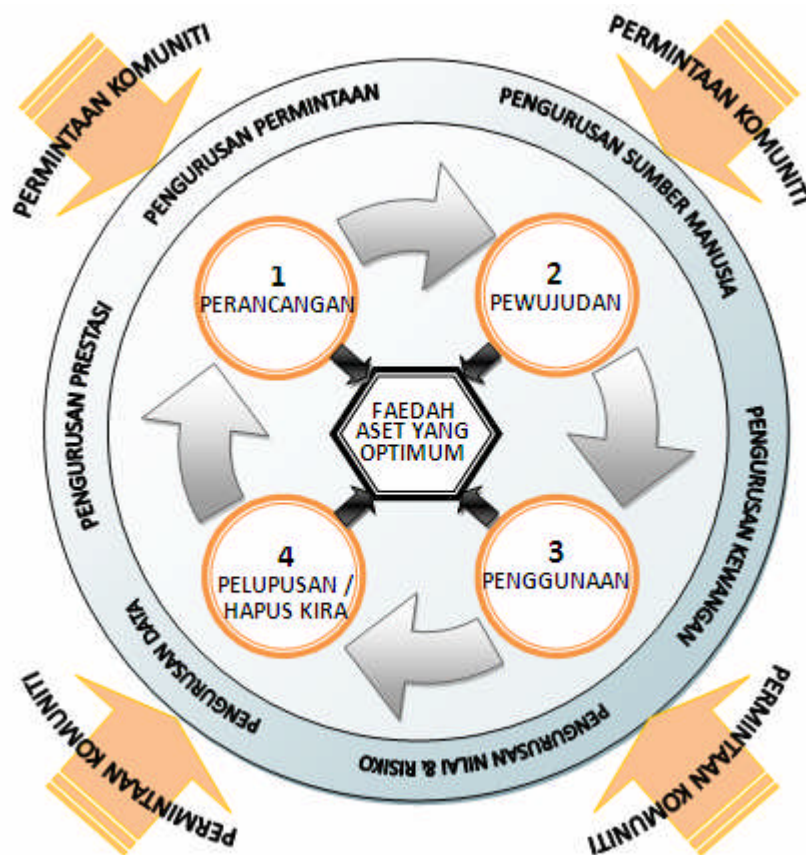 PERMINTAAN KOMUNITI
PERMINTAAN KOMUNITI
PENGURUSAN PERMINTAAN
PENGURUSAN SUMBER MANUSIA
1
PERANCANGAN
2
PEWUJUDAN
PENGURUSAN PRESTASI
FAEDAH
ASET YANG
OPTIMUM
PENGURUSAN KEWANGAN
4
PELUPUSAN /
HAPUS KIRA
3
PENGGUNAAN
PENGURUSAN DATA
PENGURUSAN NILAI & RISIKO
PERMINTAAN KOMUNITI
PERMINTAAN KOMUNITI